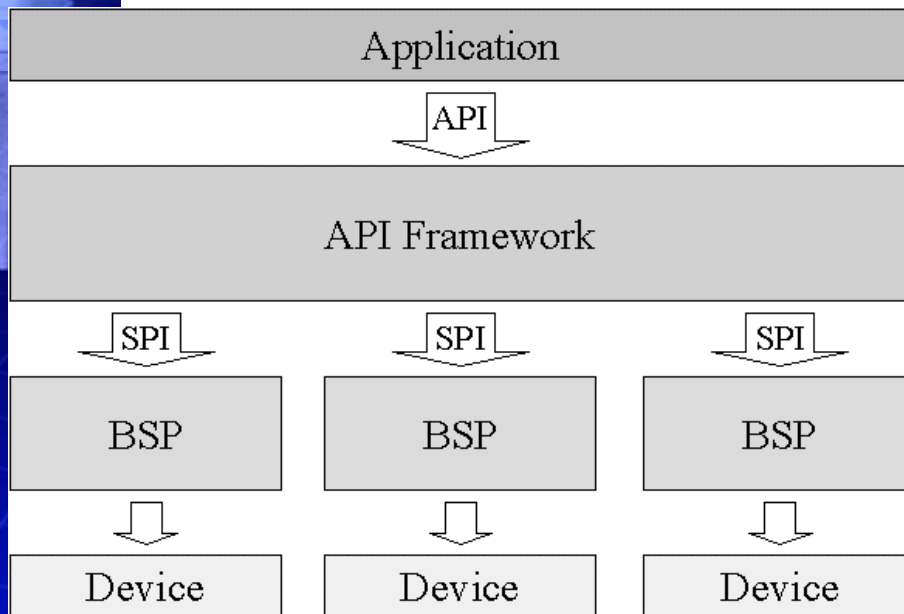 Application
API
API Framework
SPI SPI SPI
BSP BSP BSP
Device Device Device